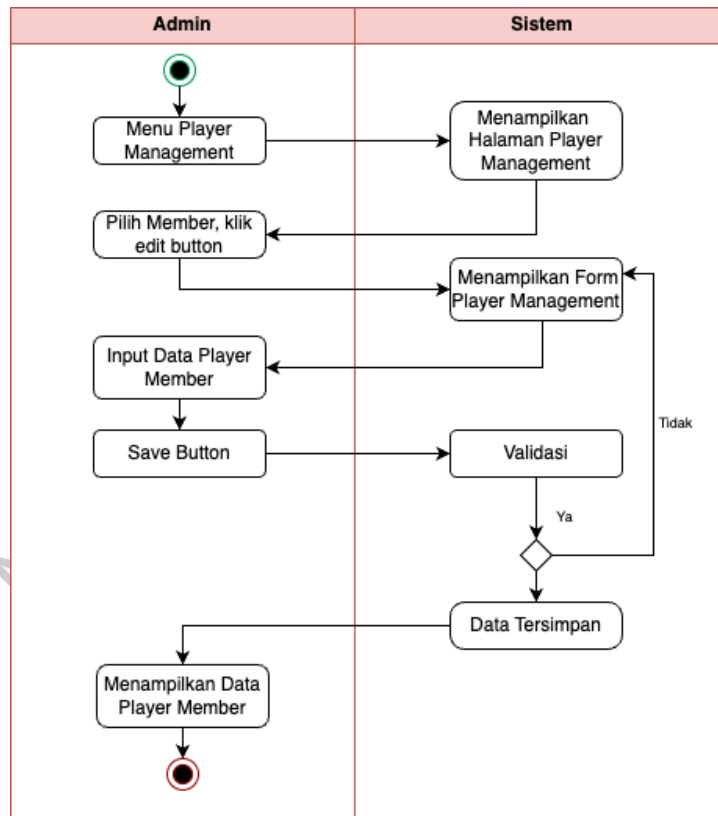 Admin
Sistem
Menu Player
Management
Menampilkan
Halaman Player
Management
Pilih Member, klik
edit button
Menampilkan Form
Player Management
Input Data Player
Member
Tidak
Save Button
Validasi
Ya
Data Tersimpan
Menampilkan Data
Player Member